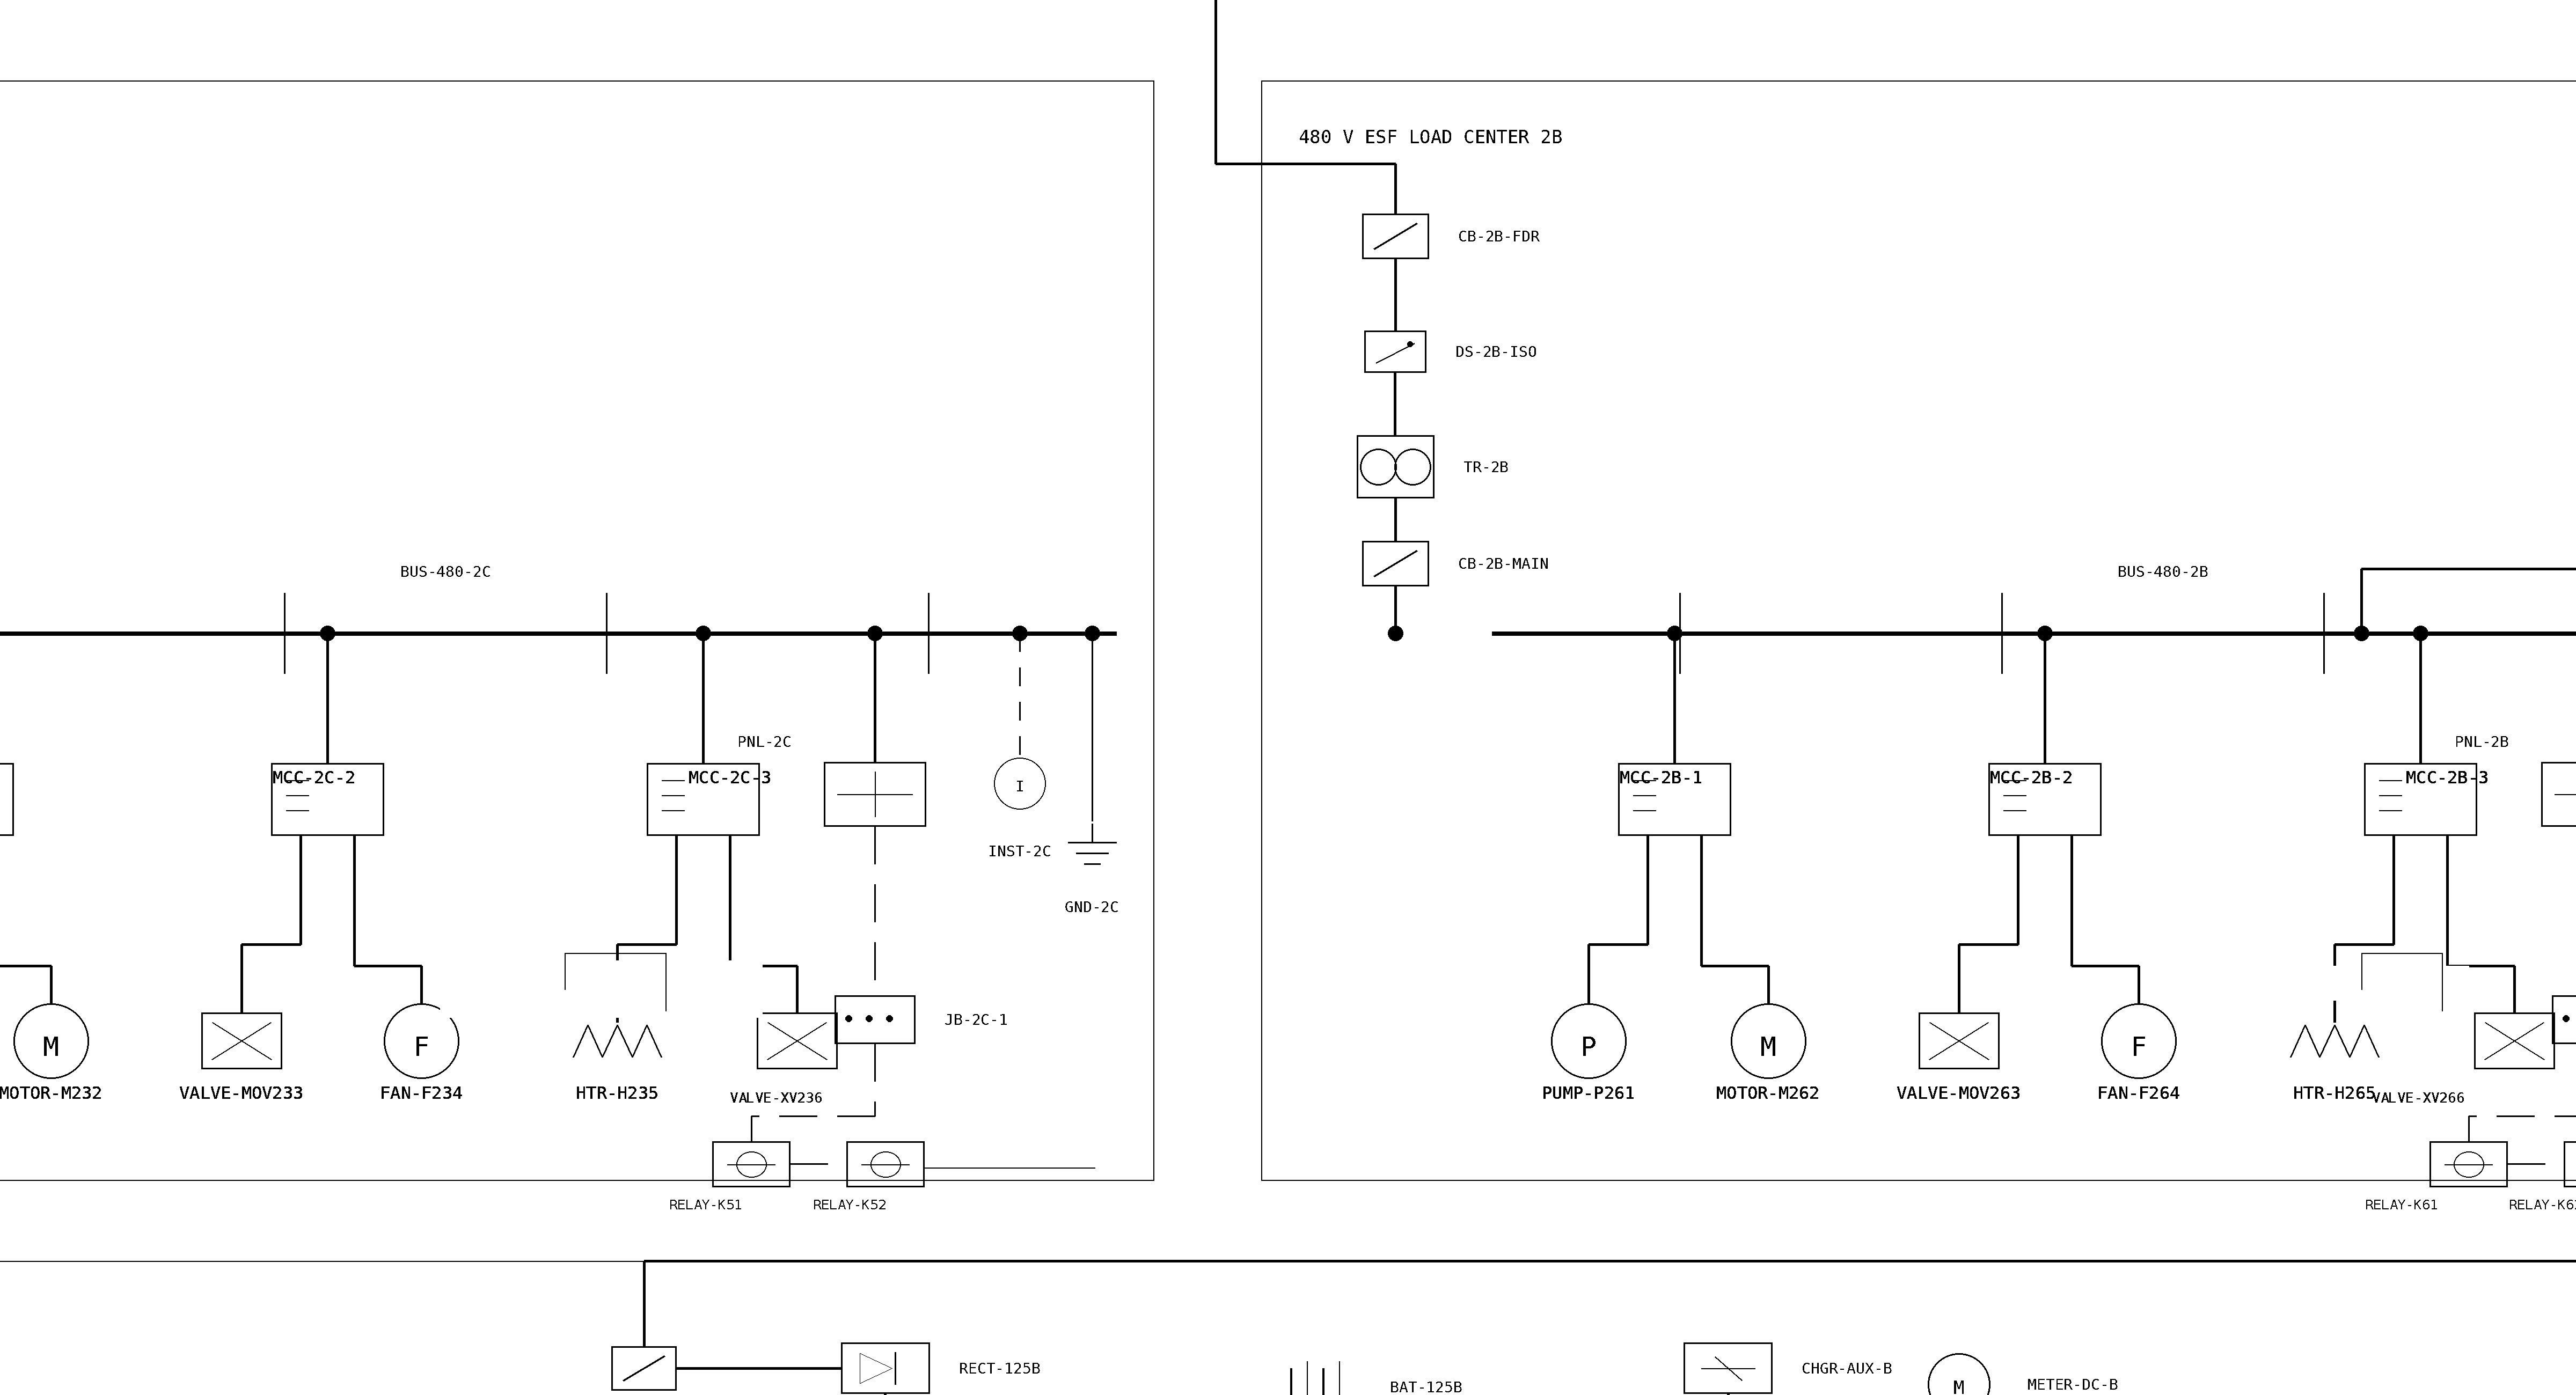 480 V ESF LOAD CENTER 2B
CB-2B-FDR
DS-2B-ISO
TR-2B
CB-2B-MAIN
BUS-480-2C
BUS-480-2B
PNL-2C
PNL-2B
MCC-2C-2
MCC-2C-3
MCC-2B-1
MCC-2B-2
MCC-2B-3
I
INST-2C
GND-2C
JB-2C-1
M
F
P
M
F
MOTOR-M232
VALVE-MOV233
FAN-F234
HTR-H235
VALVE-XV236
PUMP-P261
MOTOR-M262
VALVE-MOV263
FAN-F264
HTR-H265
VALVE-XV266
RELAY-K51
RELAY-K52
RELAY-K61
RECT-125B
BAT-125B
CHGR-AUX-B
M
METER-DC-B